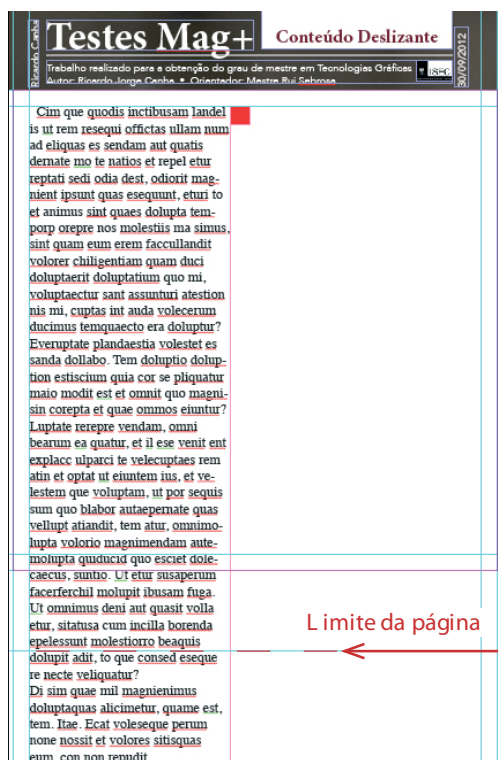 Ricardo Canha
Testes Mag+
Conteúdo Deslizante
Trabalho realizado para a obtenção do grau de mestre em Tecnologias Gráficas
Autor: Ricardo Jorge Canha • Orientador: Mestre Rui Sabrosa
ISEC
30/09/2012
Cim que quodis inctibusam landel
is ut rem resequi offictas ullam num
ad eliquas es sendam aut quatis
dernate mo te natios et repel etur
reptati sedi odia dest, odiorit mag-
nient ipsunt quas esequunt, eturi to
et animus sint quaes dolupta tem-
porp orepre nos molestiis ma simus,
sint quam eum erem faccullandit
volorer chiligentiam quam duci
doluptaerit doluptatium quo mi,
voluptaectur sant assunturi atestion
nis mi, cuptas int auda volecerum
ducimus temquaecto era doluptur?
Everuptate plandaestia volestet es
sanda dollabo. Tem doluptio dolup-
tion estiscium quia cor se pliquatur
maio modit est et omnit quo magni-
sin corepta et quae ommos eiuntur?
Luptate rerepre vendam, omni
bearum ea quatur, et il ese venit ent
explacc ulparci te velecuptaes rem
atin et optat ut eiuntem ius, et ve-
lestem que voluptam, ut por sequis
sum quo blabor autaepernate quas
vellupt atiandit, tem atur, omnimo-
lupta volorio magnimendam aute-
molupta quiducid quo esciet dole-
caecus, suntio. Ut etur susaperum
facerferchil molupit ibusam fuga.
Ut omnimus deni aut quasit volla
etur, sitatusa cum incilla borenda
epelessunt molestiorro beaquis
Limite da página
dolupit adit, to que consed eseque
re necte veliquatur?
Di sim quae mil magnienimus
doluptaquas alicimetur, quame est,
tem. Itae. Ecat voleseque perum
none nossit et volores sitisquas
eum, con non repudit